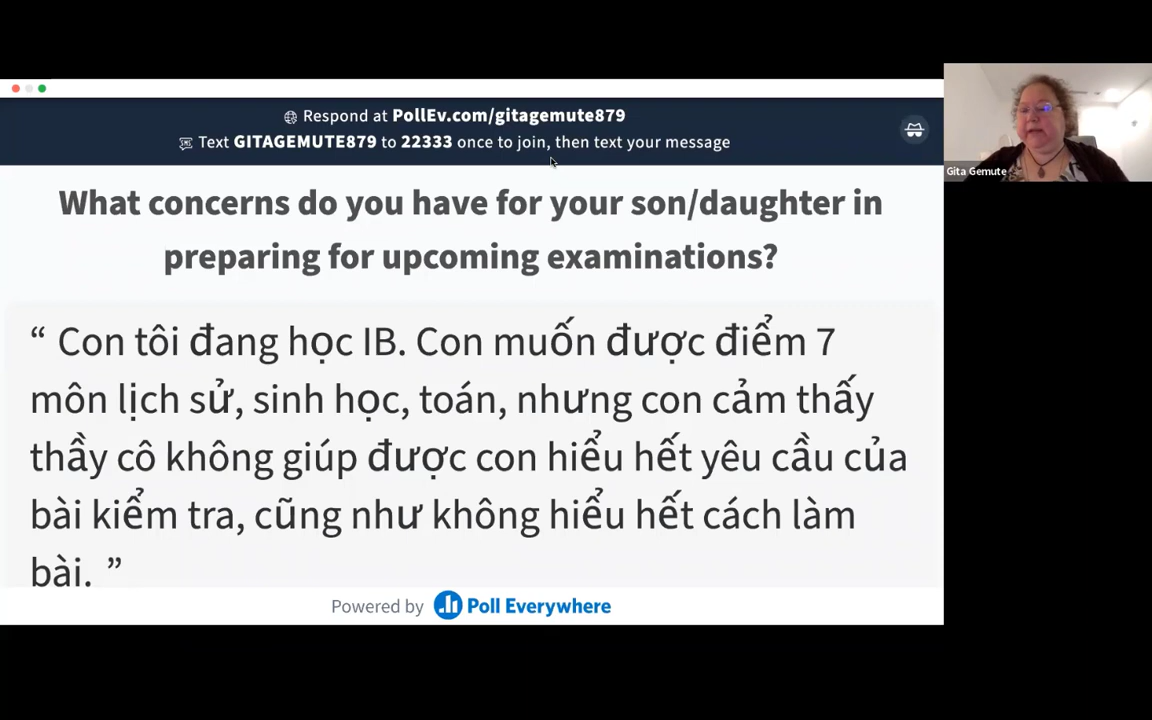 Respond at PollEv.com/gitagemute879
Text GITAGEMUTE879 to 22333 once to join, then text your message
Gita Gemute
What concerns do you have for your son/daughter in
preparing for upcoming examinations?
“ Con tôi đang học IB. Con muốn được điểm 7
môn lịch sử, sinh học, toán, nhưng con cảm thấy
thầy cô không giúp được con hiểu hết yêu cầu của
bài kiểm tra, cũng như không hiểu hết cách làm
bài. ”
Powered by Poll Everywhere